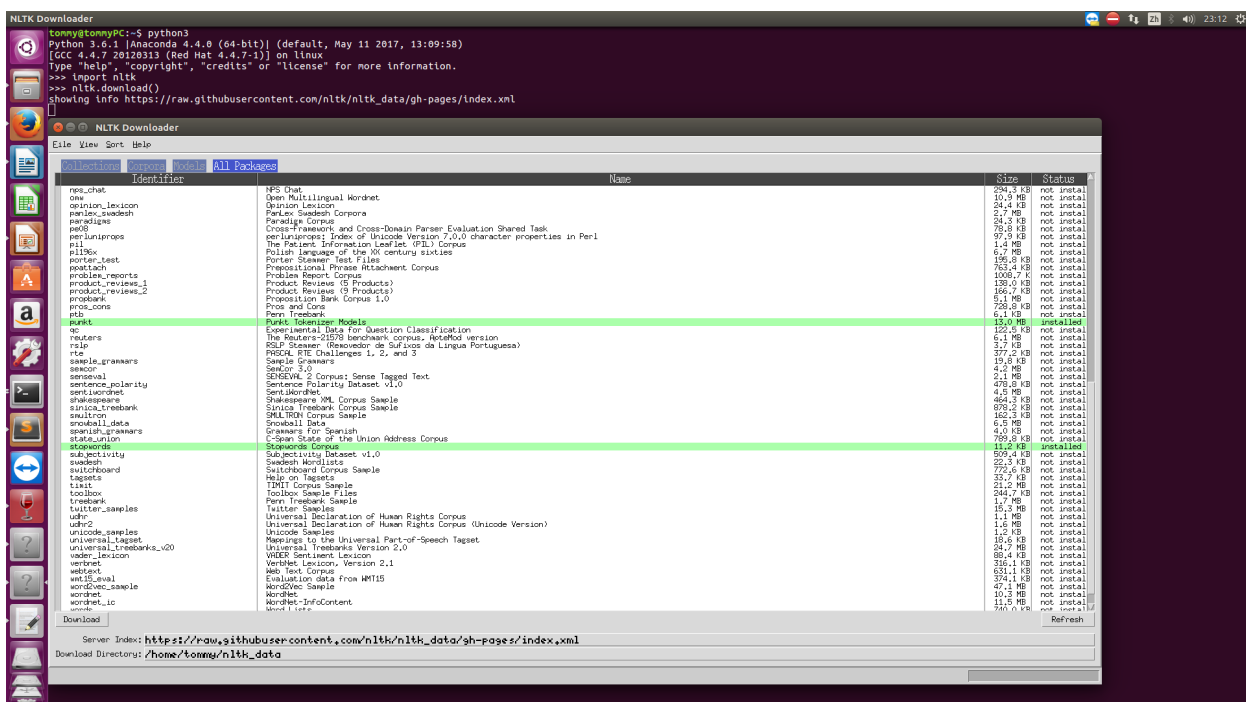 NLTK Downloader
Zh
23:12
tommy@tommyPC:~$ python3
Python 3.6.1 |Anaconda 4.4.0 (64-bit)| (default, May 11 2017, 13:09:58)
[GCC 4.4.7 20120313 (Red Hat 4.4.7-1)] on linux
Type "help", "copyright", "credits" or "license" for more information.
>>> import nltk
>>> nltk.download()
showing info https://raw.githubusercontent.com/nltk/nltk_data/gh-pages/index.xml
NLTK Downloader
File View Sort Help
Collections Corpora Models All Packages
Identifier Name Size Status
nps_chat NPS Chat 294.3 KB not instal
omw Open Multilingual Wordnet 10.9 MB not instal
opinion_lexicon Opinion Lexicon 24.4 KB not instal
panlex_swadesh PanLex Swadesh Corpora 2.7 MB not instal
paradigms Paradigm Corpus 24.3 KB not instal
pe08 Cross-Framework and Cross-Domain Parser Evaluation Shared Task 78.8 KB not instal
perluniprops perluniprops: Index of Unicode Version 7.0.0 character properties in Perl 97.9 KB not instal
pil The Patient Information Leaflet (PIL) Corpus 1.4 MB not instal
pl196x Polish language of the XX century sixties 6.7 MB not instal
porter_test Porter Stemmer Test Files 195.8 KB not instal
ppattach Prepositional Phrase Attachment Corpus 763.4 KB not instal
problem_reports Problem Report Corpus 1008.7 K not instal
product_reviews_1 Product Reviews (5 Products) 138.0 KB not instal
product_reviews_2 Product Reviews (9 Products) 166.7 KB not instal
propbank Proposition Bank Corpus 1.0 5.1 MB not instal
pros_cons Pros and Cons 728.8 KB not instal
ptb Penn Treebank 6.1 KB not instal
punkt Punkt Tokenizer Models 13.0 MB installed
qc Experimental Data for Question Classification 122.5 KB not instal
reuters The Reuters-21578 benchmark corpus, ApteMod version 6.1 MB not instal
rslp RSLP Stemmer (Removedor de Sufixos da Lingua Portuguesa) 3.7 KB not instal
rte PASCAL RTE Challenges 1, 2, and 3 377.2 KB not instal
sample_grammars Sample Grammars 19.8 KB not instal
semcor SemCor 3.0 4.2 MB not instal
senseval SENSEVAL 2 Corpus: Sense Tagged Text 2.1 MB not instal
sentence_polarity Sentence Polarity Dataset v1.0 478.8 KB not instal
sentiwordnet SentiWordNet 4.5 MB not instal
shakespeare Shakespeare XML Corpus Sample 464.3 KB not instal
sinica_treebank Sinica Treebank Corpus Sample 878.2 KB not instal
smultron SMULTRON Corpus Sample 162.3 KB not instal
snowball_data Snowball Data 6.5 MB not instal
spanish_grammars Grammars for Spanish 4.0 KB not instal
state_union C-Span State of the Union Address Corpus 789.8 KB not instal
stopwords Stopwords Corpus 11.2 KB installed
subjectivity Subjectivity Dataset v1.0 509.4 KB not instal
swadesh Swadesh Wordlists 22.3 KB not instal
switchboard Switchboard Corpus Sample 772.6 KB not instal
tagsets Help on Tagsets 33.7 KB not instal
timit TIMIT Corpus Sample 21.2 MB not instal
toolbox Toolbox Sample Files 244.7 KB not instal
treebank Penn Treebank Sample 1.7 MB not instal
twitter_samples Twitter Samples 15.3 MB not instal
udhr Universal Declaration of Human Rights Corpus 1.1 MB not instal
udhr2 Universal Declaration of Human Rights Corpus (Unicode Version) 1.6 MB not instal
unicode_samples Unicode Samples 1.2 KB not instal
universal_tagset Mappings to the Universal Part-of-Speech Tagset 18.6 KB not instal
universal_treebanks_v20 Universal Treebanks Version 2.0 24.7 MB not instal
vader_lexicon VADER Sentiment Lexicon 88.4 KB not instal
verbnet VerbNet Lexicon, Version 2.1 316.1 KB not instal
webtext Web Text Corpus 631.1 KB not instal
wmt15_eval Evaluation data from WMT15 374.1 KB not instal
word2vec_sample Word2Vec Sample 47.1 MB not instal
wordnet WordNet 10.3 MB not instal
wordnet_ic WordNet-InfoContent 11.5 MB not instal
words Word Lists 740.0 KB not instal
Download Refresh
Server Index: https://raw.githubusercontent.com/nltk/nltk_data/gh-pages/index.xml
Download Directory: /home/tommy/nltk_data